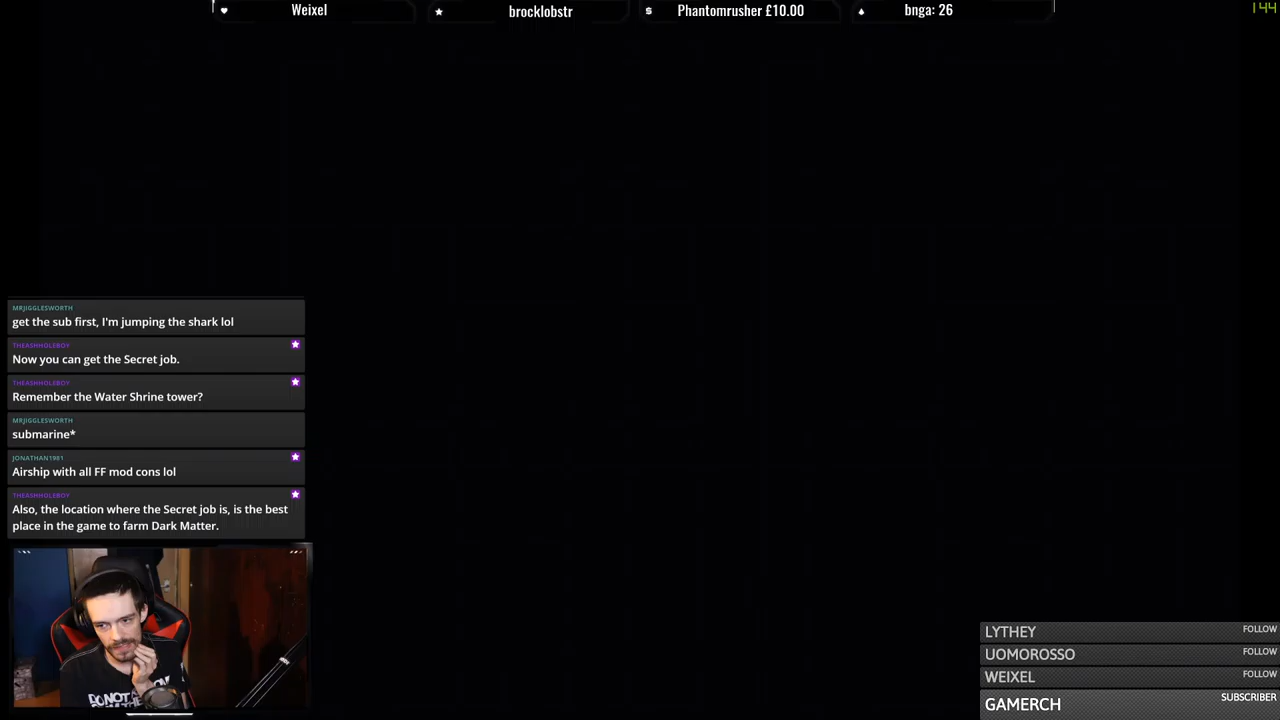 Weixel
brocklobstr
Phantomrusher £10.00
bnga: 26
144
MRJIGGLESWORTH
get the sub first, I'm jumping the shark lol
THEASHHOLEBOY
Now you can get the Secret job.
THEASHHOLEBOY
Remember the Water Shrine tower?
MRJIGGLESWORTH
submarine*
JONATHAN1981
Airship with all FF mod cons lol
THEASHHOLEBOY
Also, the location where the Secret job is, is the best
place in the game to farm Dark Matter.
DO NOT A
LYTHEY FOLLOW
UOMOROSSO FOLLOW
WEIXEL FOLLOW
GAMERCH SUBSCRIBER